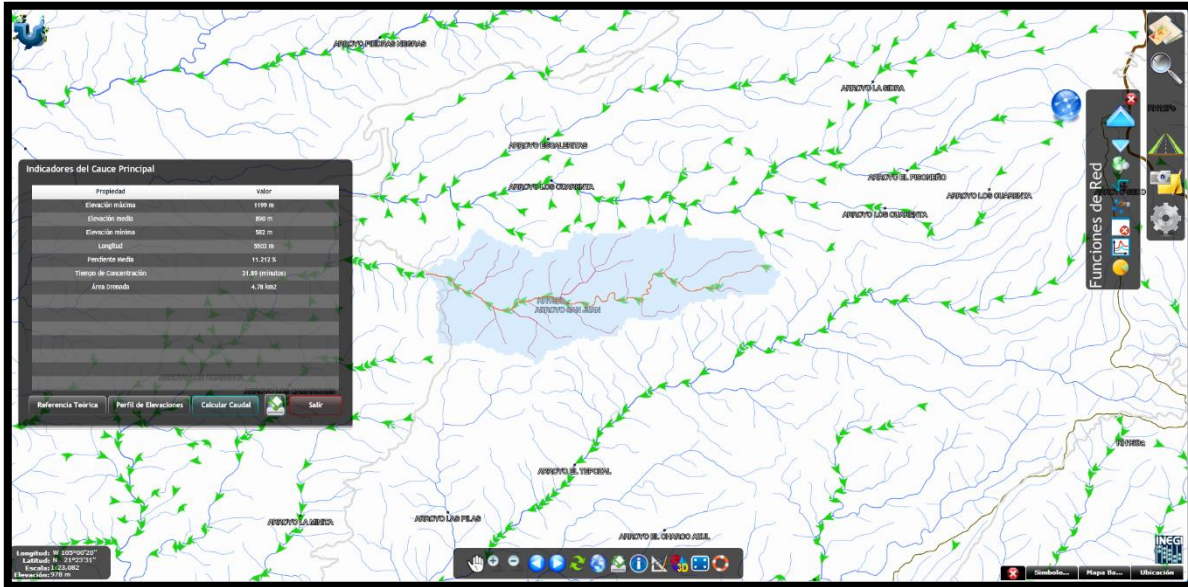 ARROYO PIEDRAS NEGRAS
ARROYO LA SIDRA
ARROYO ESCALERITAS
ARROYO LOS CUARENTA
ARROYO EL PISONEÑO
ARROYO LOS CUARENTA
ARROYO LOS CUARENTA
Funciones de Red
Indicadores del Cauce Principal
Propiedad Valor
Elevación máxima 1199 m
Elevación media 890 m
Elevación mínima 582 m
Longitud 5503 m
Pendiente Media 11.212 %
Tiempo de Concentración 31.89 (minutos)
Área Drenada 4.78 km2
Referencia Teórica Perfil de Elevaciones Calcular Caudal Salir
ARROYO SAN JUAN
ARROYO EL TEPOZAL
ARROYO LA MINITA
ARROYO LAS PILAS
ARROYO EL CHARCO AZUL
3D
INEGI
Longitud: W 105°00'20"
Latitud: N 21°23'31"
Escala: 1:23,082
Elevación: 978 m
Simbolo... Mapa Ba... Ubicación